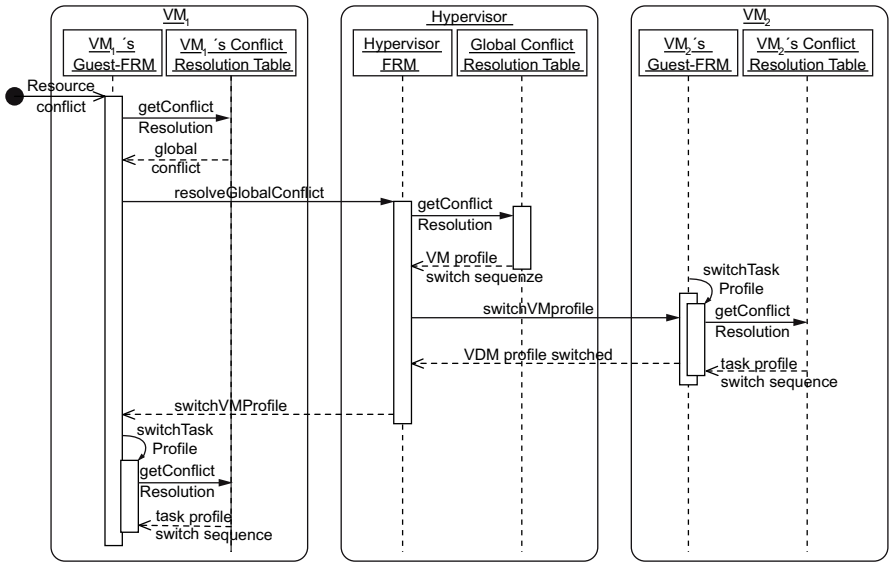 VM1
Hypervisor
VM2
VM1 ´s
Guest-FRM
VM1 ´s Conflict
Resolution Table
Hypervisor
FRM
Global Conflict
Resolution Table
VM2´s
Guest-FRM
VM2´s Conflict
Resolution Table
Resource
conflict
getConflict
Resolution
global
conflict
resolveGlobalConflict
getConflict
Resolution
VM profile
switch sequenze
switchTask
Profile
switchVMprofile
getConflict
Resolution
VDM profile switched
task profile
switch sequence
switchVMProfile
switchTask
Profile
getConflict
Resolution
task profile
switch sequence